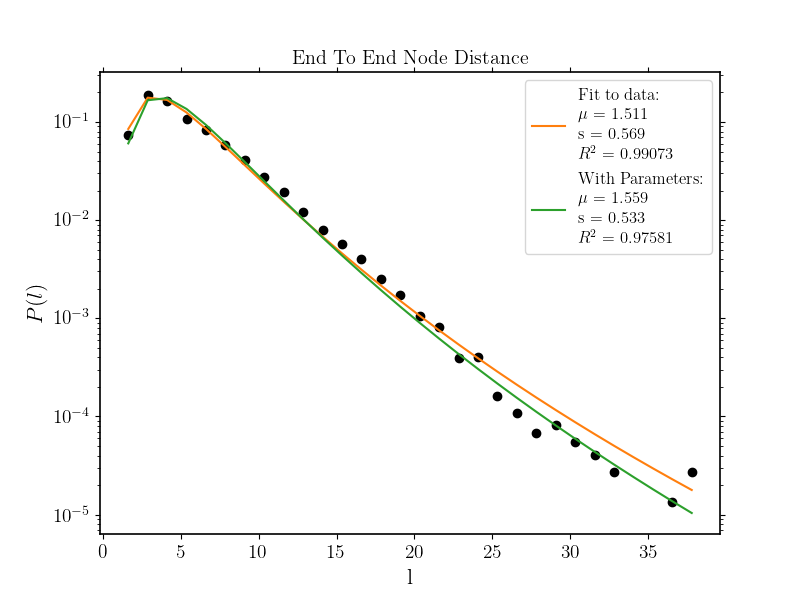 End To End Node Distance
Fit to data:
μ = 1.511
s = 0.569
R² = 0.99073
With Parameters:
μ = 1.559
s = 0.533
R² = 0.97581
P(l)
10⁻¹
10⁻²
10⁻³
10⁻⁴
10⁻⁵
0 5 10 15 20 25 30 35
l